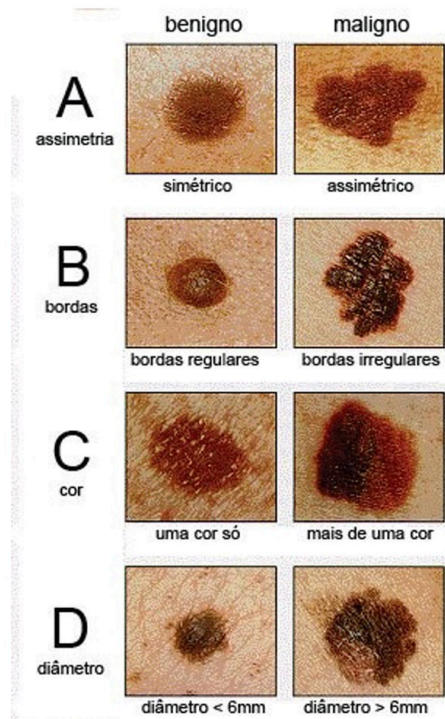 benigno maligno
A
assimetria
simétrico assimétrico
B
bordas
bordas regulares bordas irregulares
C
cor
uma cor só mais de uma cor
D
diâmetro
diâmetro < 6mm diâmetro > 6mm